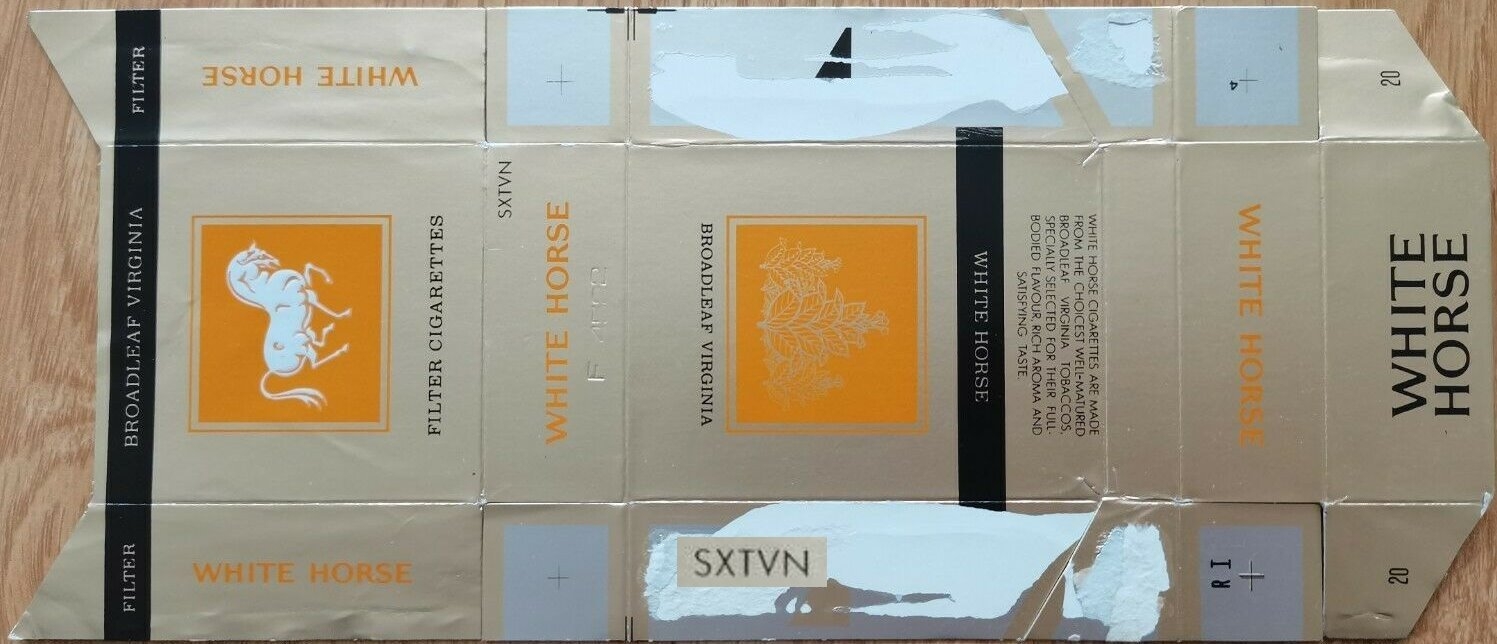 FILTER
BROADLEAF VIRGINIA
FILTER
WHITE HORSE
FILTER CIGARETTES
WHITE HORSE
SXTVN
WHITE HORSE
BROADLEAF VIRGINIA
WHITE HORSE
WHITE HORSE CIGARETTES ARE MADE
FROM THE CHOICEST WELL-MATURED
BROADLEAF VIRGINIA TOBACCOS,
SPECIALLY SELECTED FOR THEIR FULL-
BODIED FLAVOUR, RICH AROMA AND
SATISFYING TASTE.
SXTVN
4
WHITE HORSE
R I
20
WHITE
HORSE
20